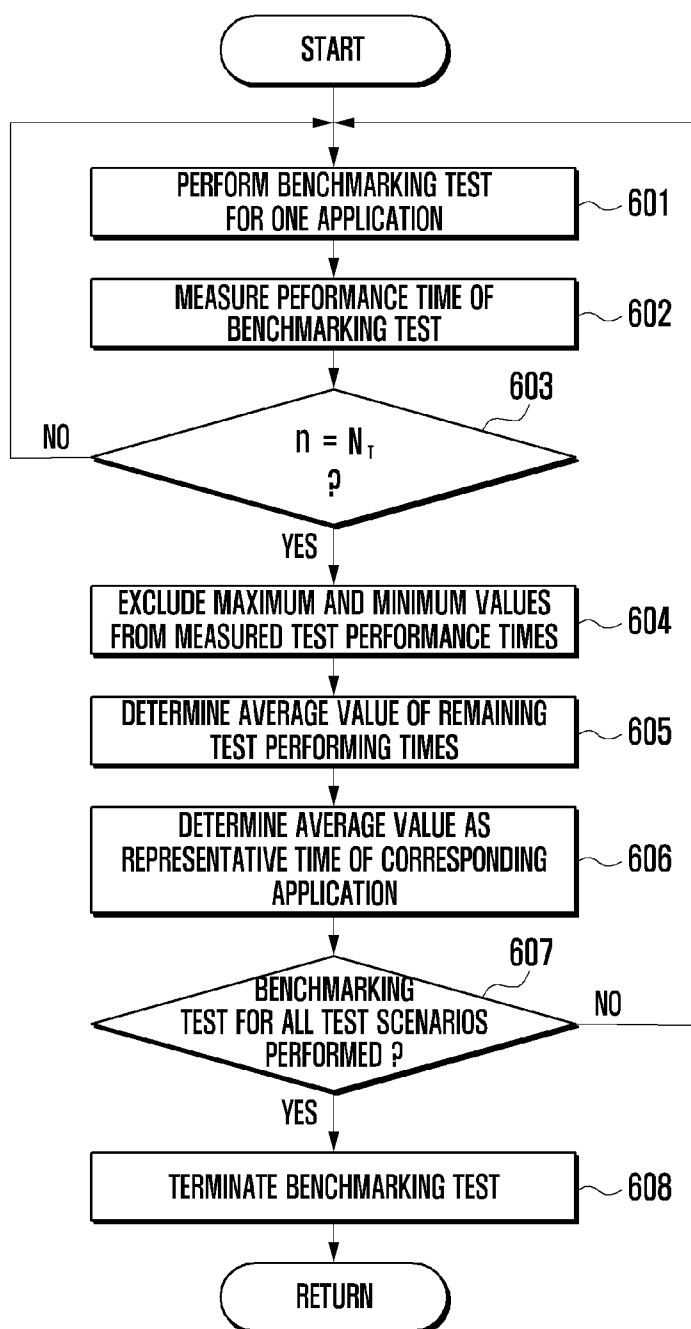 START
PERFORM BENCHMARKING TEST
FOR ONE APPLICATION
601
MEASURE PEFORMANCE TIME OF
BENCHMARKING TEST
602
603
n = N_T
?
NO
YES
EXCLUDE MAXIMUM AND MINIMUM VALUES
FROM MEASURED TEST PERFORMANCE TIMES
604
DETERMINE AVERAGE VALUE OF REMAINING
TEST PERFORMING TIMES
605
DETERMINE AVERAGE VALUE AS
REPRESENTATIVE TIME OF CORRESPONDING
APPLICATION
606
607
BENCHMARKING
TEST FOR ALL TEST SCENARIOS
PERFORMED ?
NO
YES
TERMINATE BENCHMARKING TEST
608
RETURN